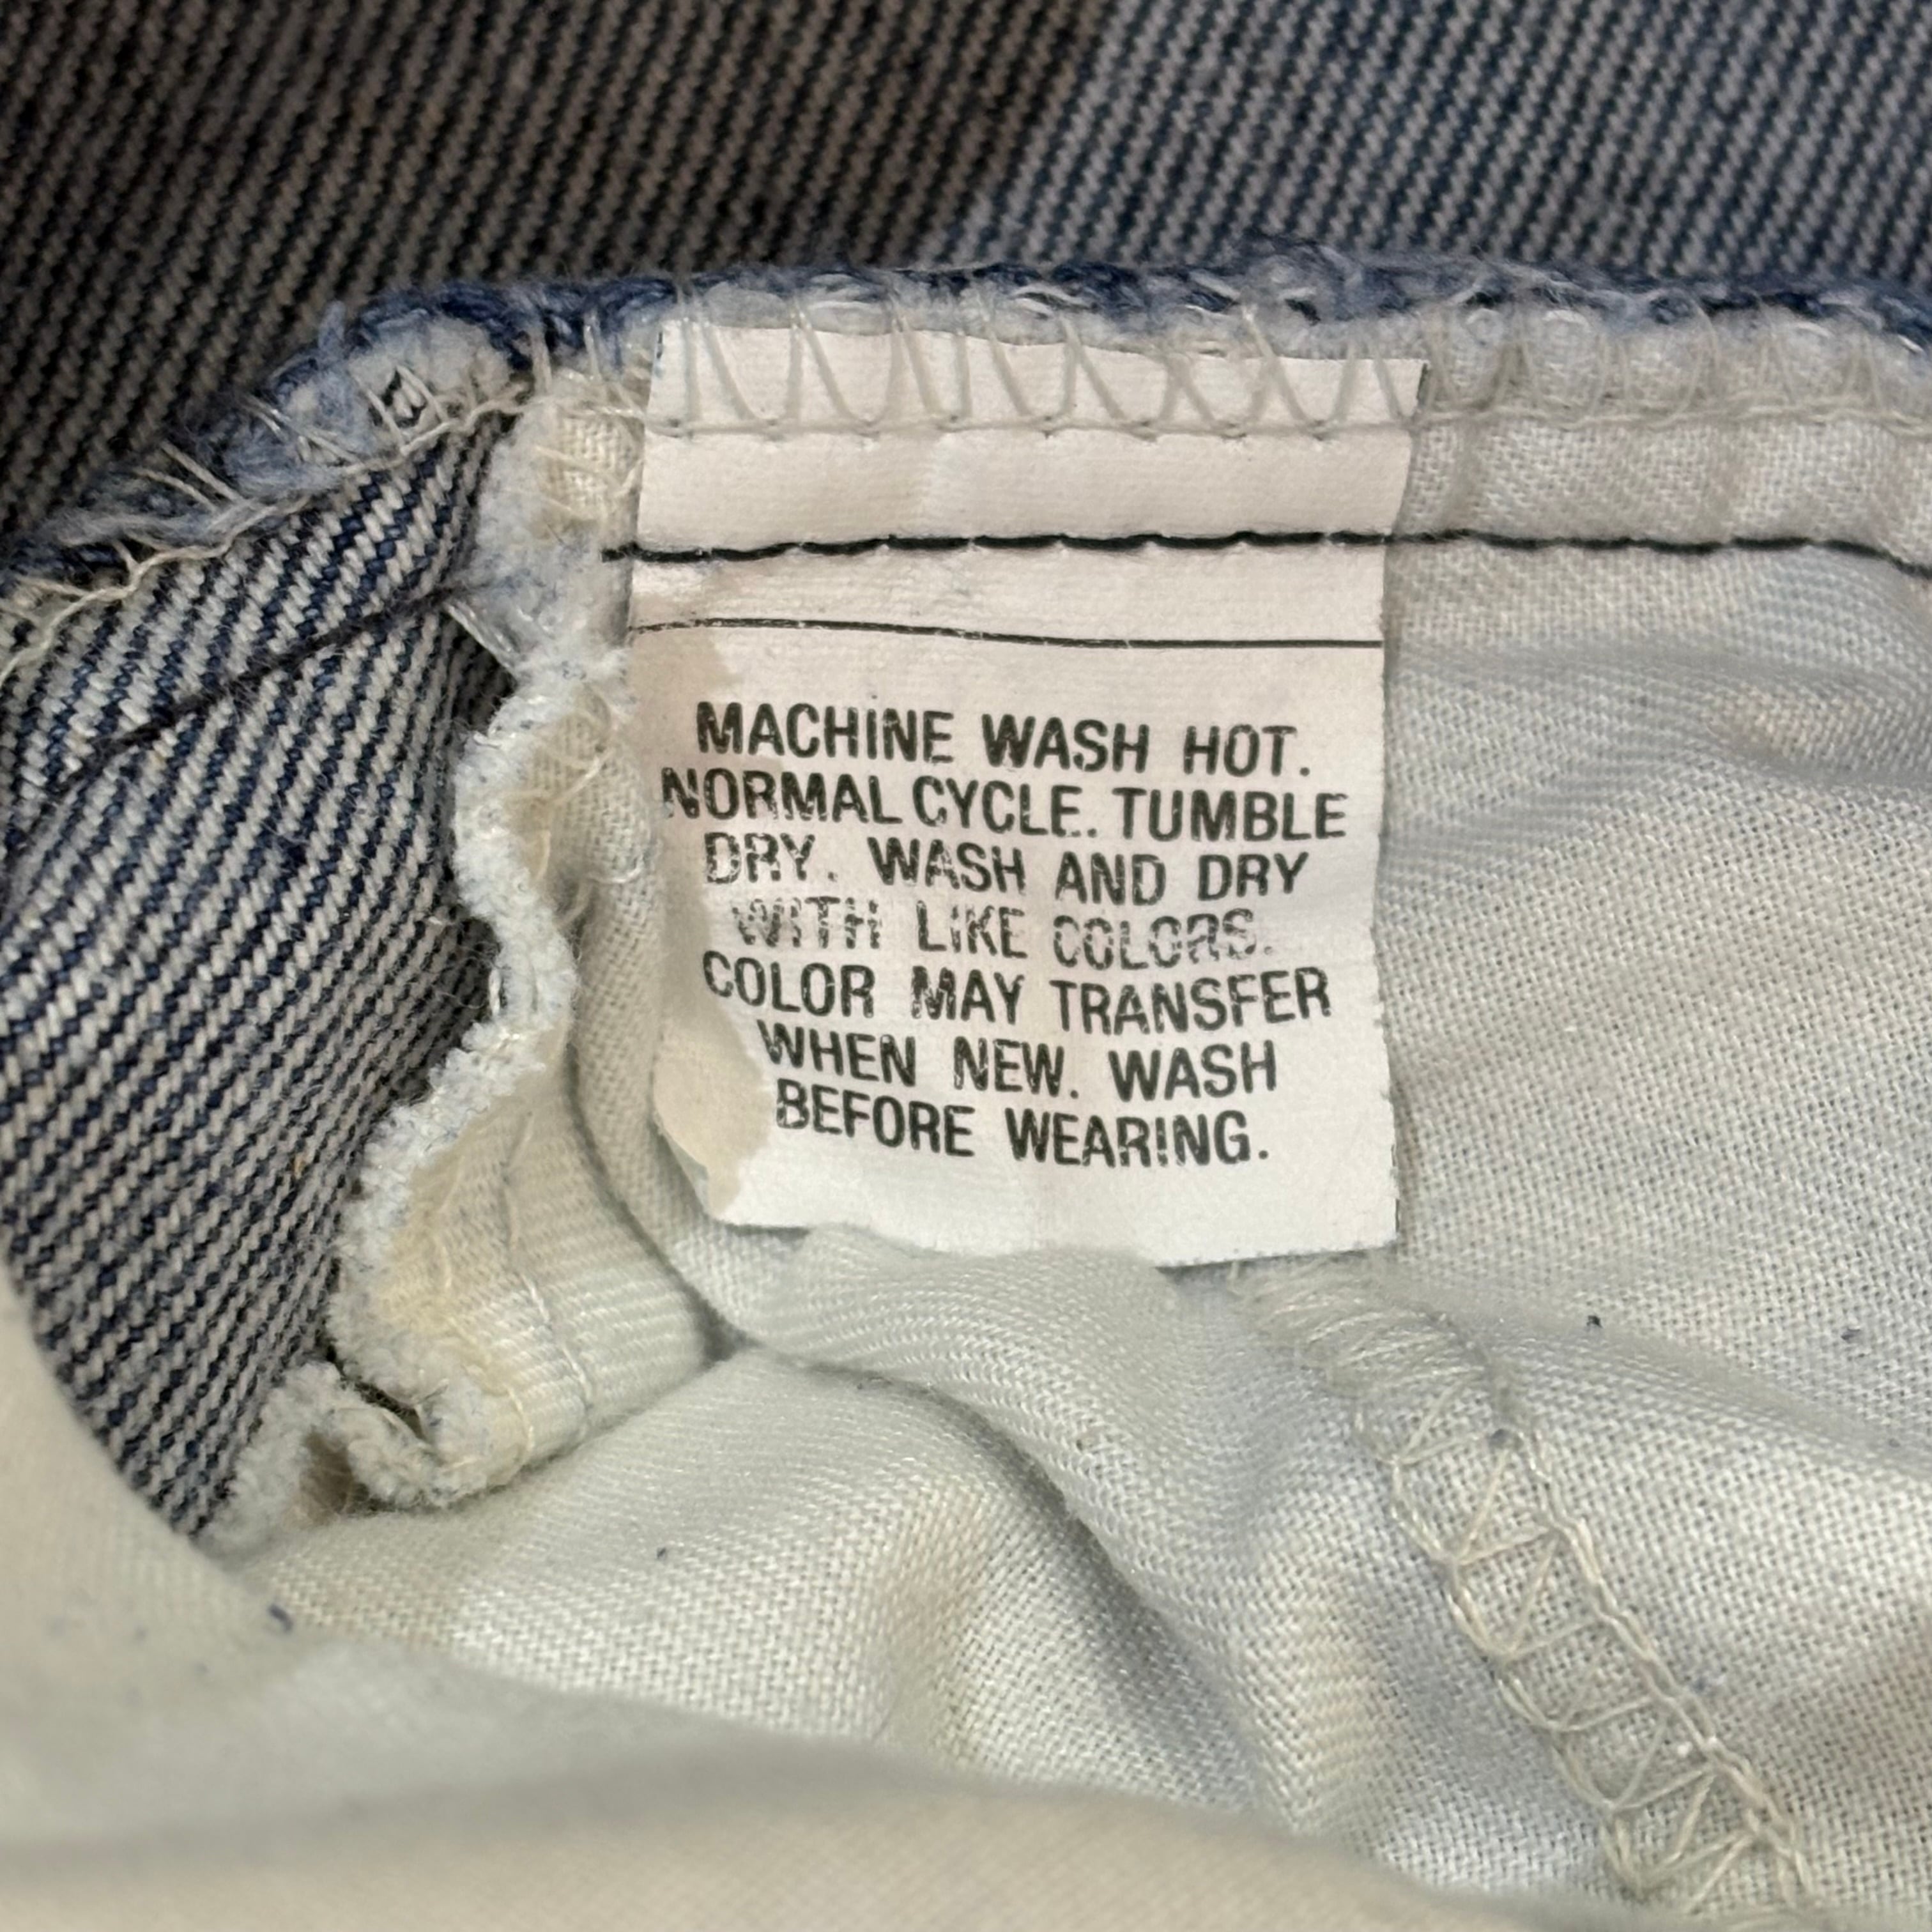 MACHINE WASH HOT.
NORMAL CYCLE. TUMBLE
DRY. WASH AND DRY
WITH LIKE COLORS.
COLOR MAY TRANSFER
WHEN NEW. WASH
BEFORE WEARING.